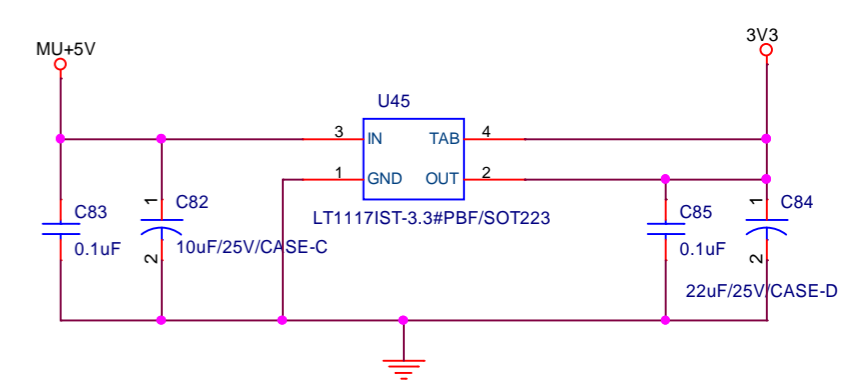 3V3
MU+5V
U45
3 IN TAB 4
1 GND OUT 2
1 C82
C83
1 C84
C85
LT1117IST-3.3#PBF/SOT223
0.1uF
10uF/25V/CASE-C
0.1uF
2
2
22uF/25V/CASE-D